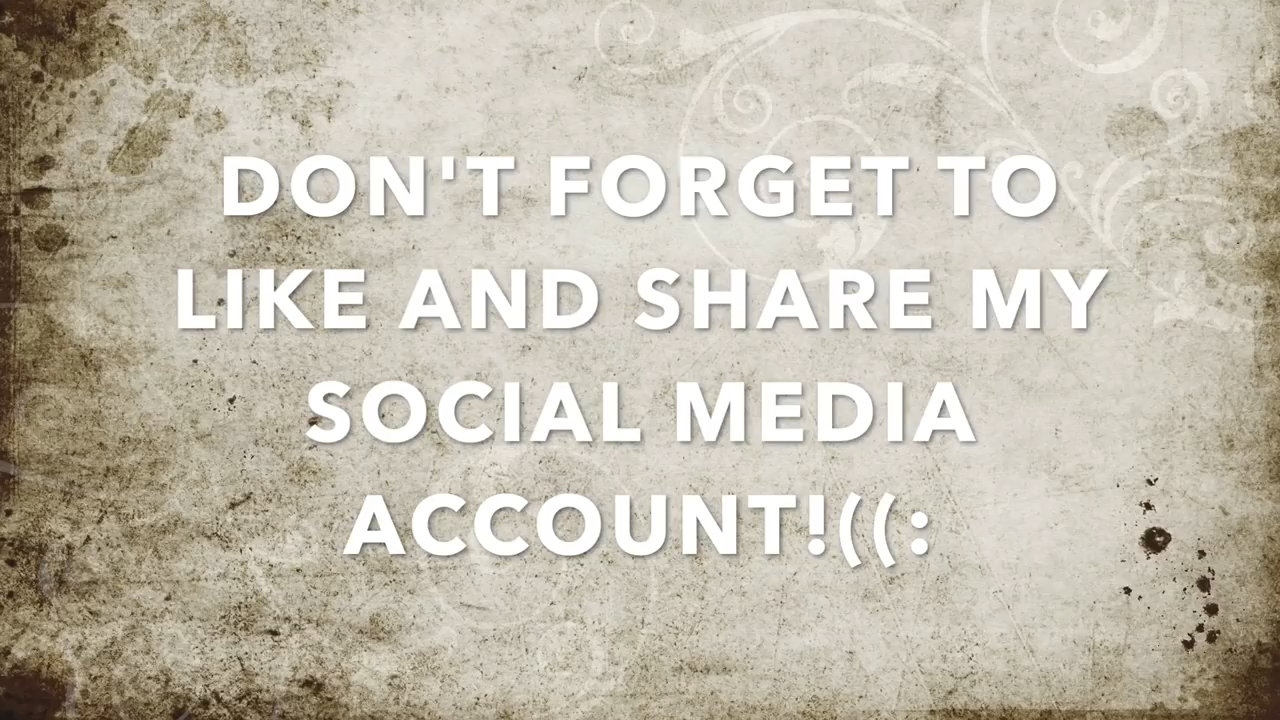 DON'T FORGET TO
LIKE AND SHARE MY
SOCIAL MEDIA
ACCOUNT!((: